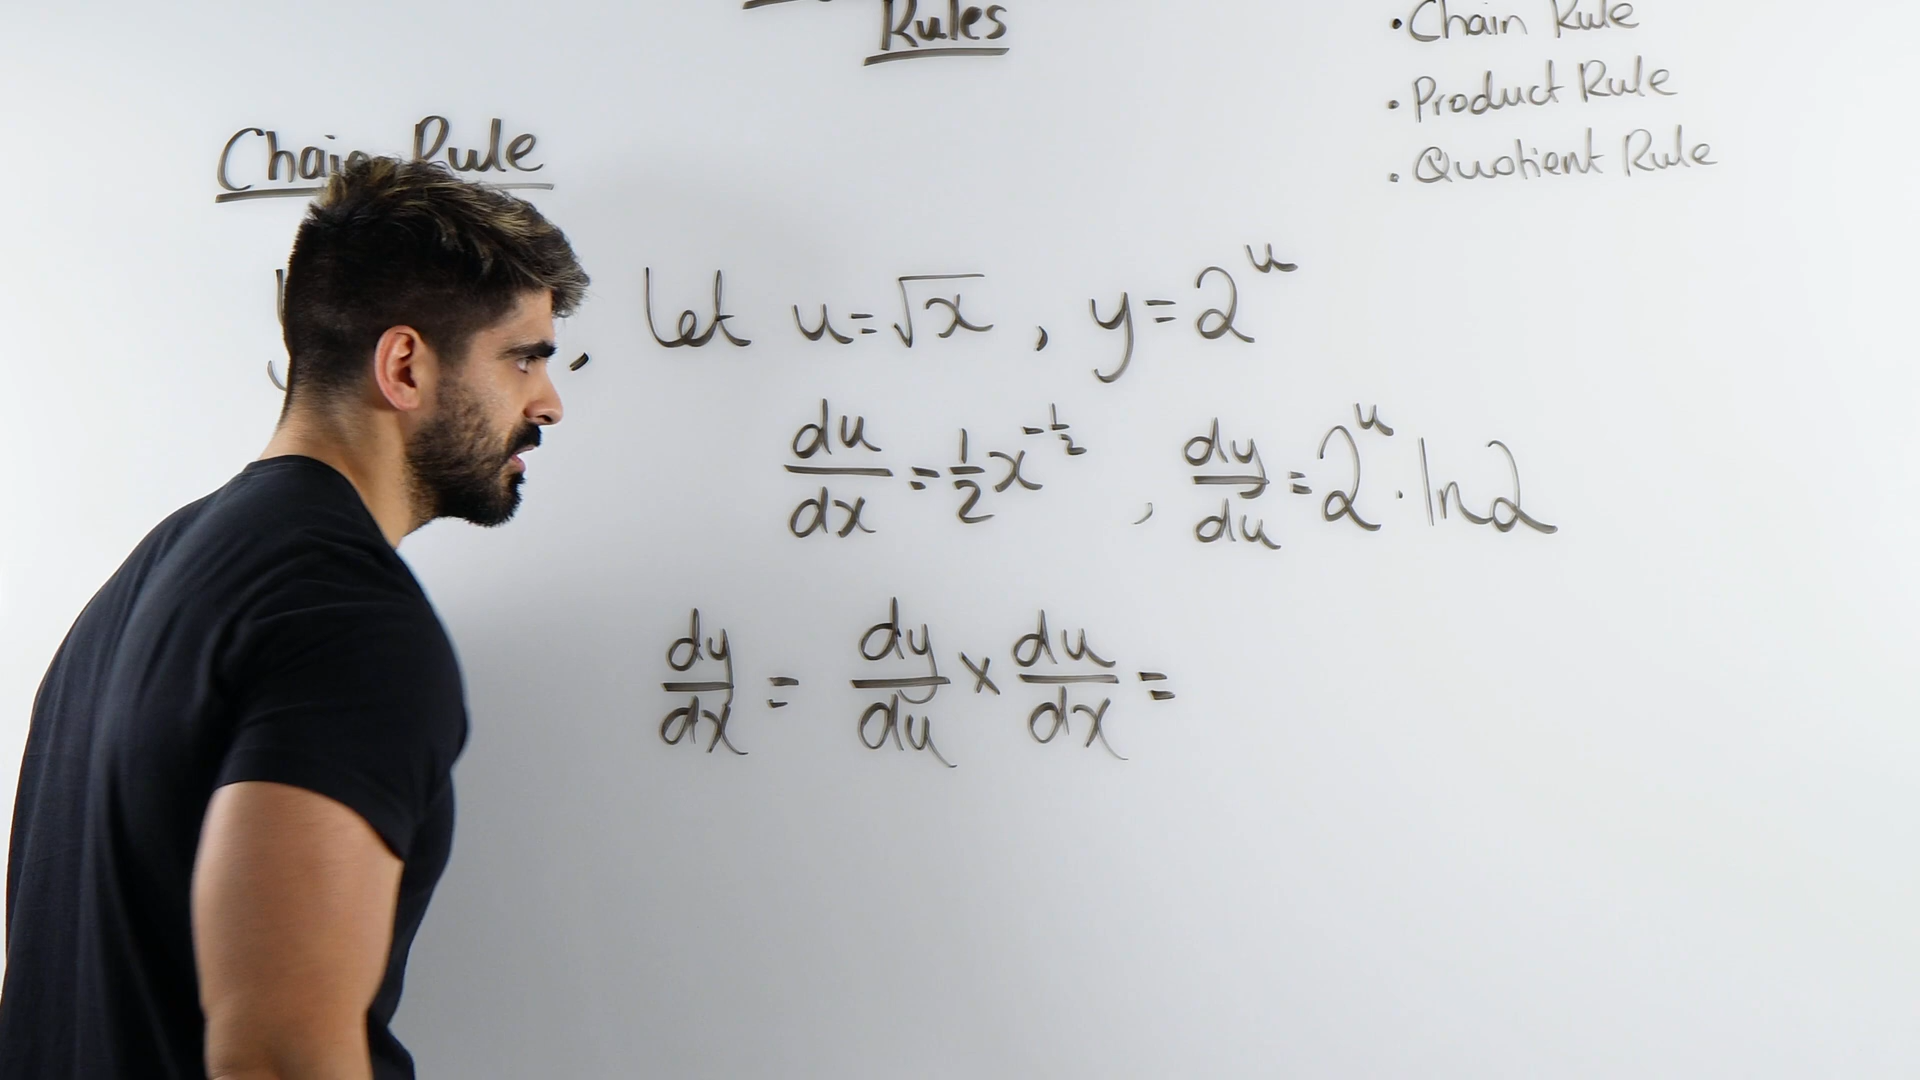 Rules
• Chain Rule
• Product Rule
• Quotient Rule
Chain Rule
, let u=√x , y=2^u
du/dx = 1/2 x^(-1/2) , dy/du = 2^u · ln2
dy/dx = dy/du × du/dx =